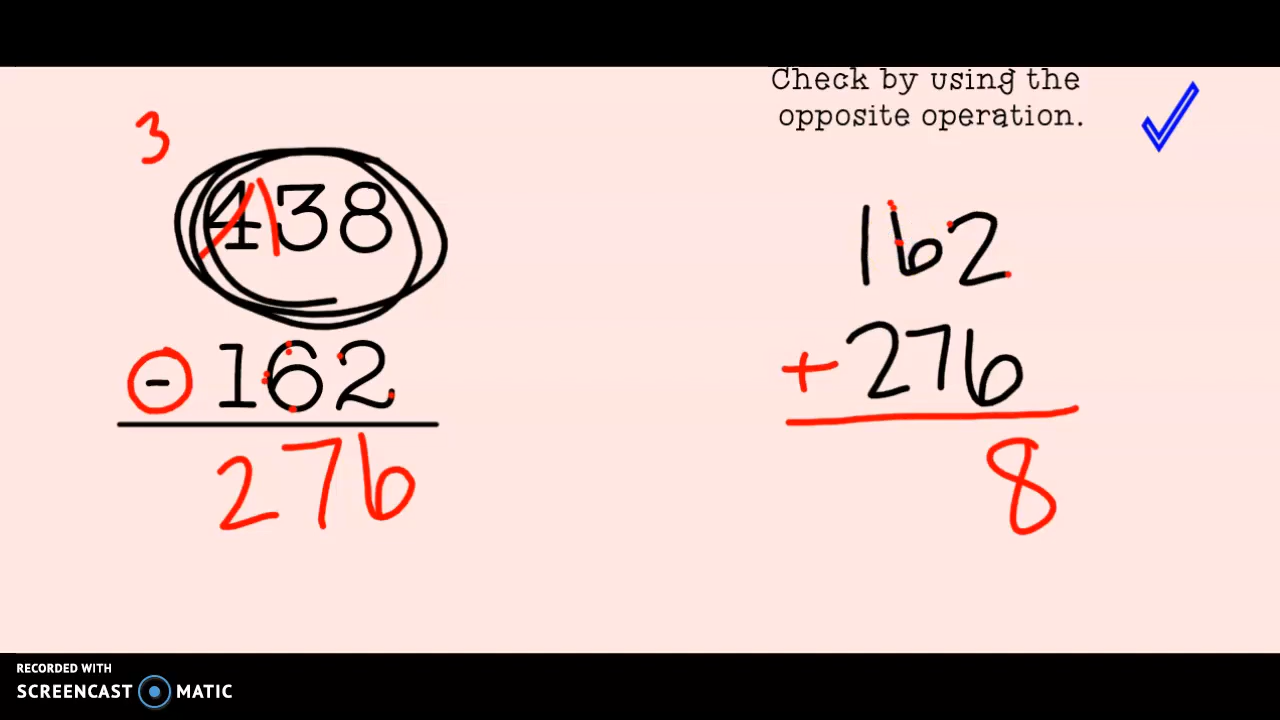 Check by using the
opposite operation.
3
438
- 162
276
162
+ 276
8
RECORDED WITH
SCREENCAST MATIC